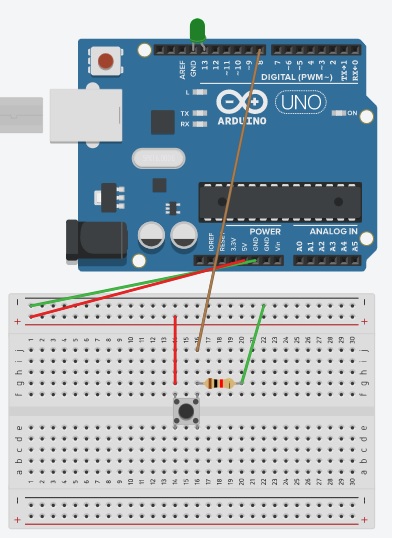 AREF
GND
13
12
~11
~10
~9
8
7
~6
~5
4
~3
2
TX→1
RX←0
DIGITAL (PWM~)
L
TX
RX
UNO
ARDUINO
ON
IOREF
RESET
3.3V
5V
GND
GND
Vin
POWER
A0
A1
A2
A3
A4
A5
ANALOG IN
− −
+ +
1 2 3 4 5 6 7 8 9 10 11 12 13 14 15 16 17 18 19 20 21 22 23 24 25 26 27 28 29 30
j j
i i
h h
g g
f f
e e
d d
c c
b b
a a
1 2 3 4 5 6 7 8 9 10 11 12 13 14 15 16 17 18 19 20 21 22 23 24 25 26 27 28 29 30
− −
+ +